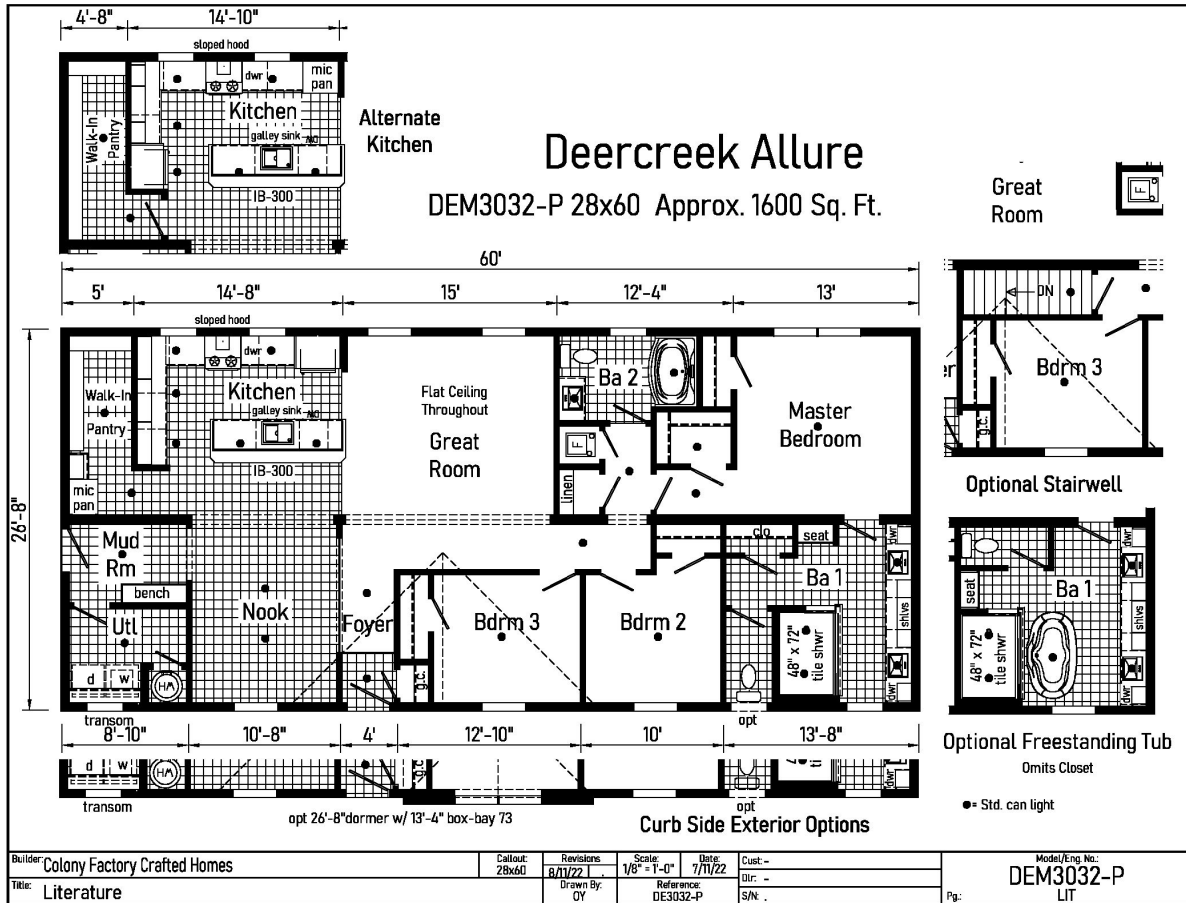 4'-8" 14'-10"
sloped hood
dwr
mic
pan
Kitchen
Walk-In
Pantry
galley sink
IB-300
Alternate
Kitchen
Deercreek Allure
DEM3032-P 28x60 Approx. 1600 Sq. Ft.
Great
Room
F
60'
5' 14'-8" 15' 12'-4" 13'
sloped hood
dwr
Kitchen
Walk-In
Pantry
galley sink
IB-300
mic
pan
Flat Ceiling
Throughout
Great
Room
Ba 2
F
linen
Master
Bedroom
26'-8"
Mud
Rm
bench
Utl
d w
HW
Nook
Foyer
g.c.
Bdrm 3
Bdrm 2
clo
seat
Ba 1
48" x 72"
tile shwr
dwr
shlvs
dwr
transom
opt
8'-10" 10'-8" 4' 12'-10" 10' 13'-8"
d w
HW
g.c.
transom
opt
opt 26'-8"dormer w/ 13'-4" box-bay 73
Curb Side Exterior Options
DN
Bdrm 3
g.c.
Optional Stairwell
dwr
seat
Ba 1
shlvs
48" x 72"
tile shwr
dwr
Optional Freestanding Tub
Omits Closet
●= Std. can light
Builder: Colony Factory Crafted Homes
Title: Literature
Callout:
28x60
Revisions
8/11/22
Scale:
1/8" = 1'-0"
Date:
7/11/22
Drawn By:
OY
Reference:
DE3032-P
Cust: -
Dlr: -
S/N: .
Model/Eng. No.:
DEM3032-P
Pg.: LIT